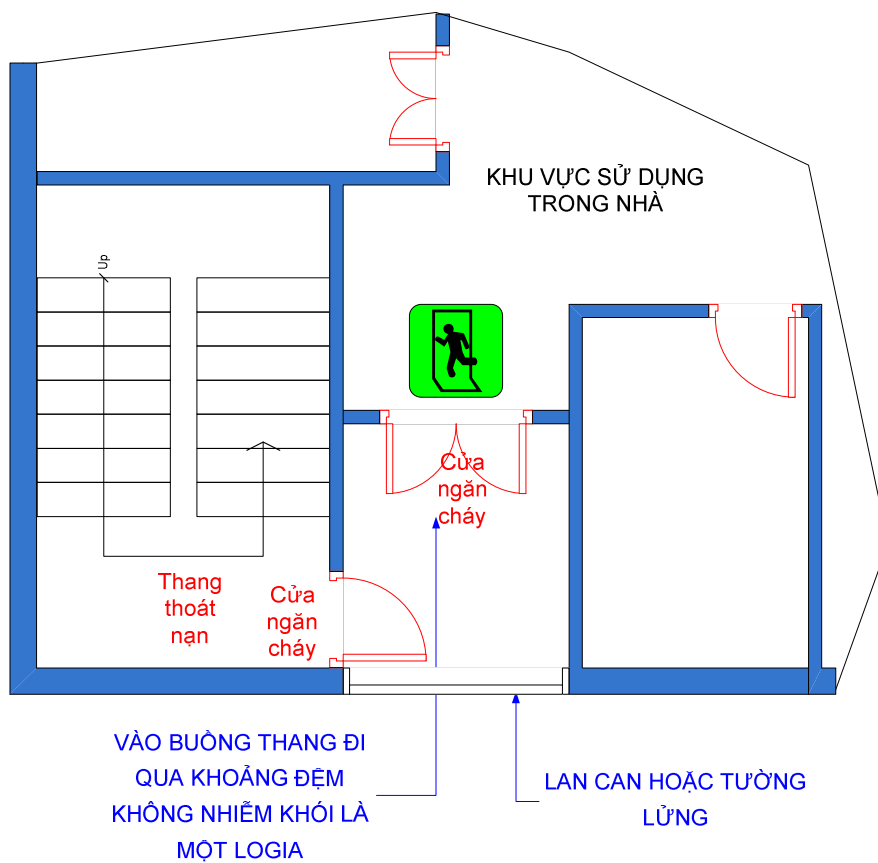 KHU VỰC SỬ DỤNG
TRONG NHÀ
Up
Cửa
ngăn
cháy
Thang
thoát
nạn
Cửa
ngăn
cháy
VÀO BUỒNG THANG ĐI
QUA KHOẢNG ĐỆM
KHÔNG NHIỄM KHÓI LÀ
MỘT LOGIA
LAN CAN HOẶC TƯỜNG
LỬNG